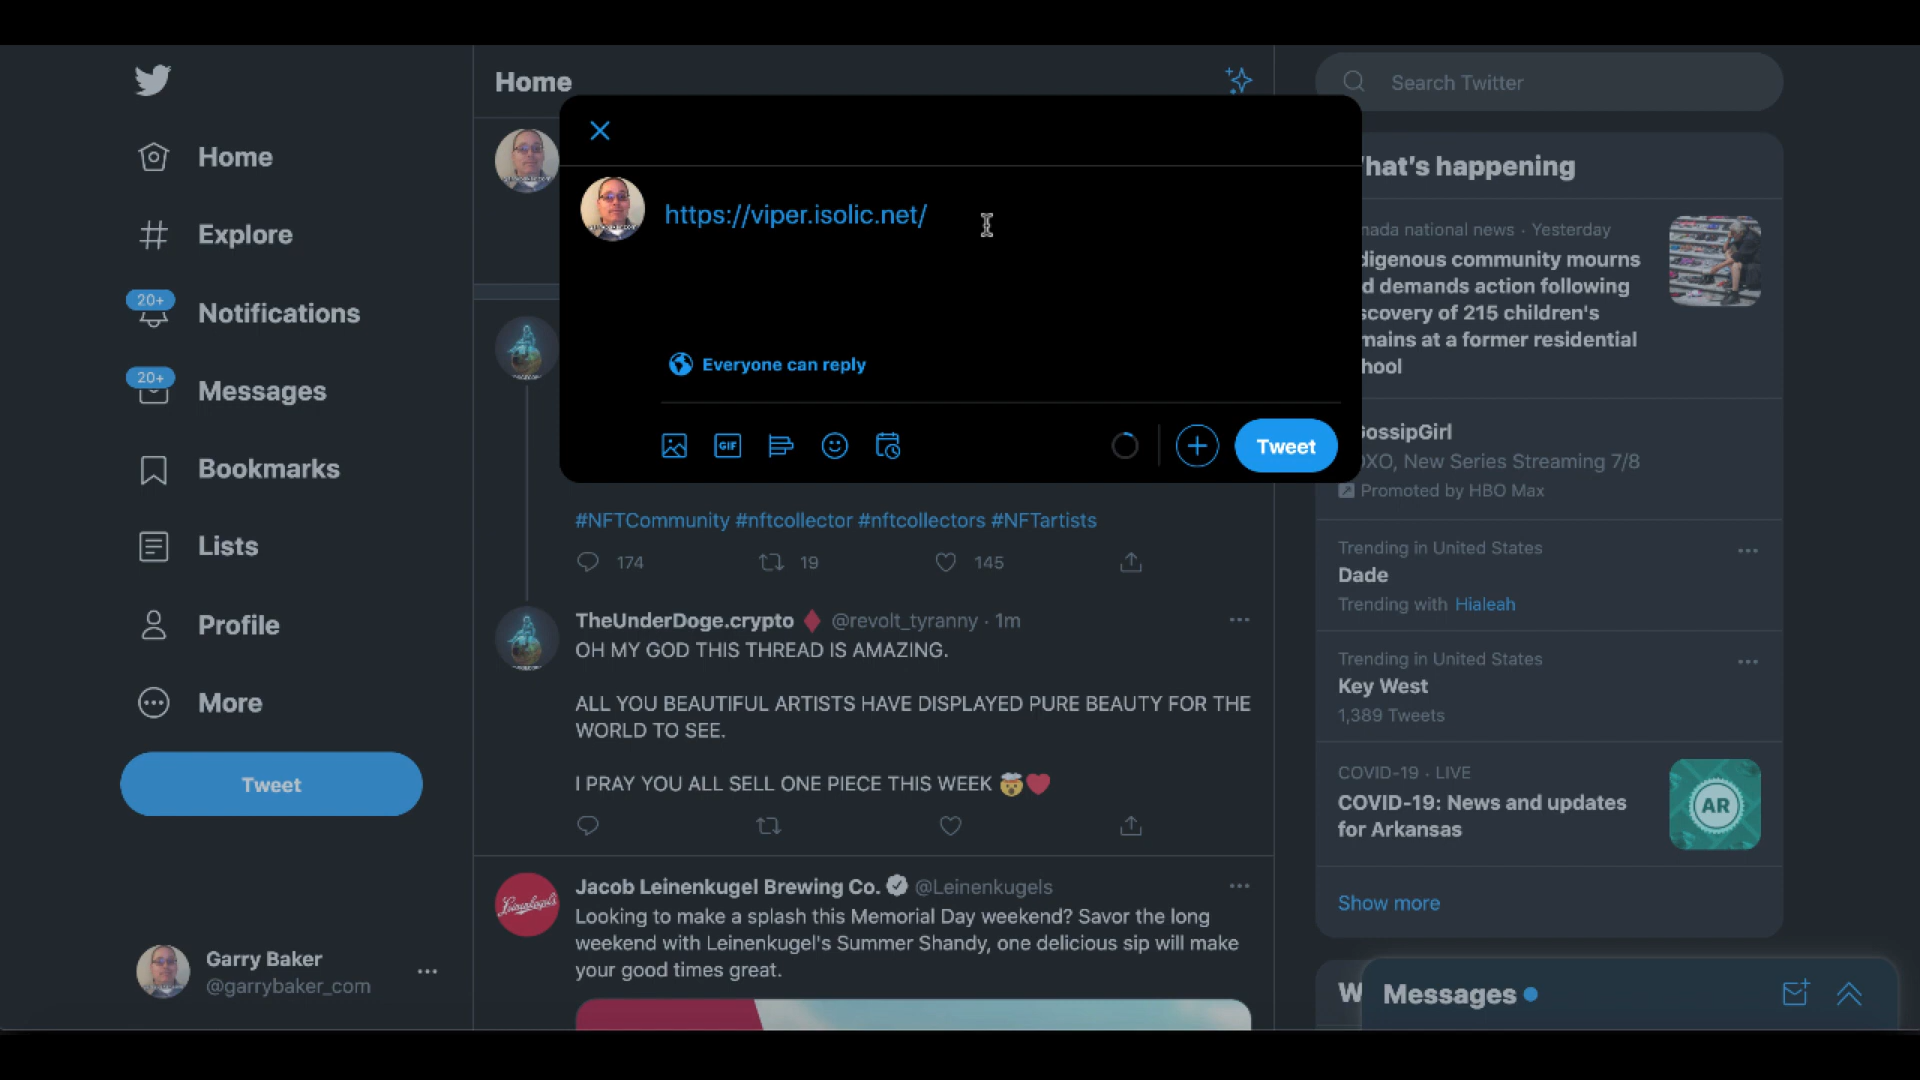 Home
Explore
20+
Notifications
20+
Messages
Bookmarks
Lists
Profile
More
Tweet
Garry Baker
@garrybaker_com
Home
https://viper.isolic.net/
Everyone can reply
GIF
Tweet
#NFTCommunity #nftcollector #nftcollectors #NFTartists
174
19
145
TheUnderDoge.crypto @revolt_tyranny · 1m
OH MY GOD THIS THREAD IS AMAZING.
ALL YOU BEAUTIFUL ARTISTS HAVE DISPLAYED PURE BEAUTY FOR THE
WORLD TO SEE.
I PRAY YOU ALL SELL ONE PIECE THIS WEEK 🤯❤️
Jacob Leinenkugel Brewing Co. @Leinenkugels
Looking to make a splash this Memorial Day weekend? Savor the long
weekend with Leinenkugel's Summer Shandy, one delicious sip will make
your good times great.
Leinenkugel's
Search Twitter
hat's happening
nada national news · Yesterday
digenous community mourns
d demands action following
scovery of 215 children's
mains at a former residential
hool
GossipGirl
XO, New Series Streaming 7/8
Promoted by HBO Max
Trending in United States
Dade
Trending with Hialeah
Trending in United States
Key West
1,389 Tweets
COVID-19 · LIVE
COVID-19: News and updates
for Arkansas
AR
Show more
W
Messages